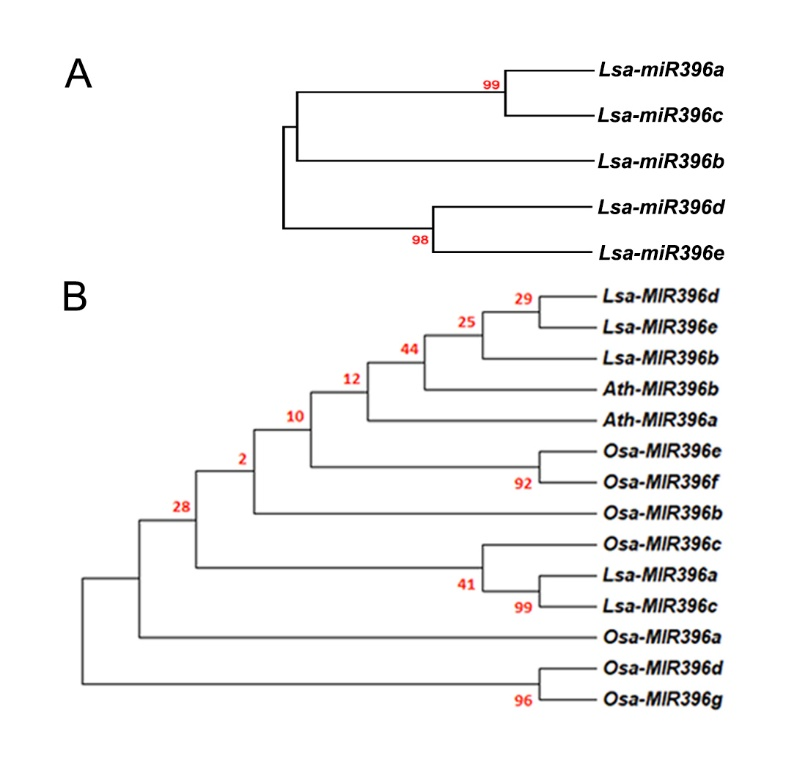 A
Lsa-miR396a
99
Lsa-miR396c
Lsa-miR396b
Lsa-miR396d
98
Lsa-miR396e
B
Lsa-MIR396d
29
Lsa-MIR396e
25
Lsa-MIR396b
44
Ath-MIR396b
12
Ath-MIR396a
10
Osa-MIR396e
2
Osa-MIR396f
92
28
Osa-MIR396b
Osa-MIR396c
Lsa-MIR396a
41
Lsa-MIR396c
99
Osa-MIR396a
Osa-MIR396d
Osa-MIR396g
96